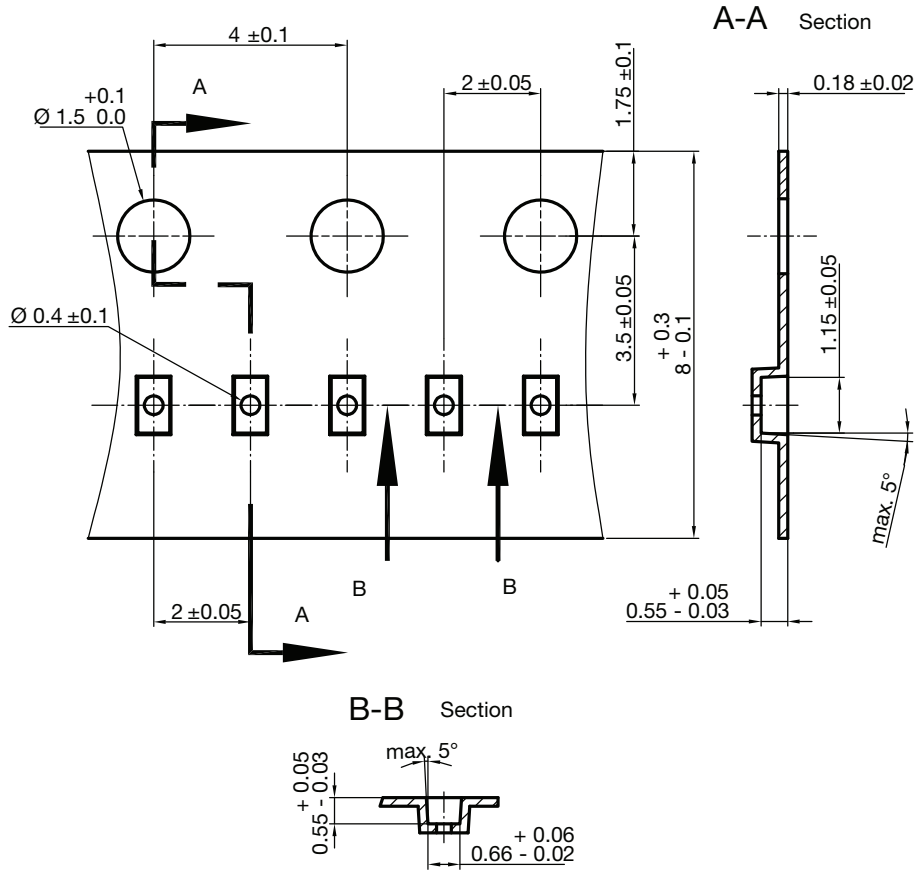 A-A Section
4 ±0.1
A
2 ±0.05
1.75 ±0.1
0.18 ±0.02
+0.1
Ø 1.5 0.0
Ø 0.4 ±0.1
3.5 ±0.05
+ 0.3
8 - 0.1
1.15 ±0.05
max. 5°
B
B
+ 0.05
0.55 - 0.03
2 ±0.05
A
B-B Section
max. 5°
+ 0.05
0.55 - 0.03
+ 0.06
0.66 - 0.02